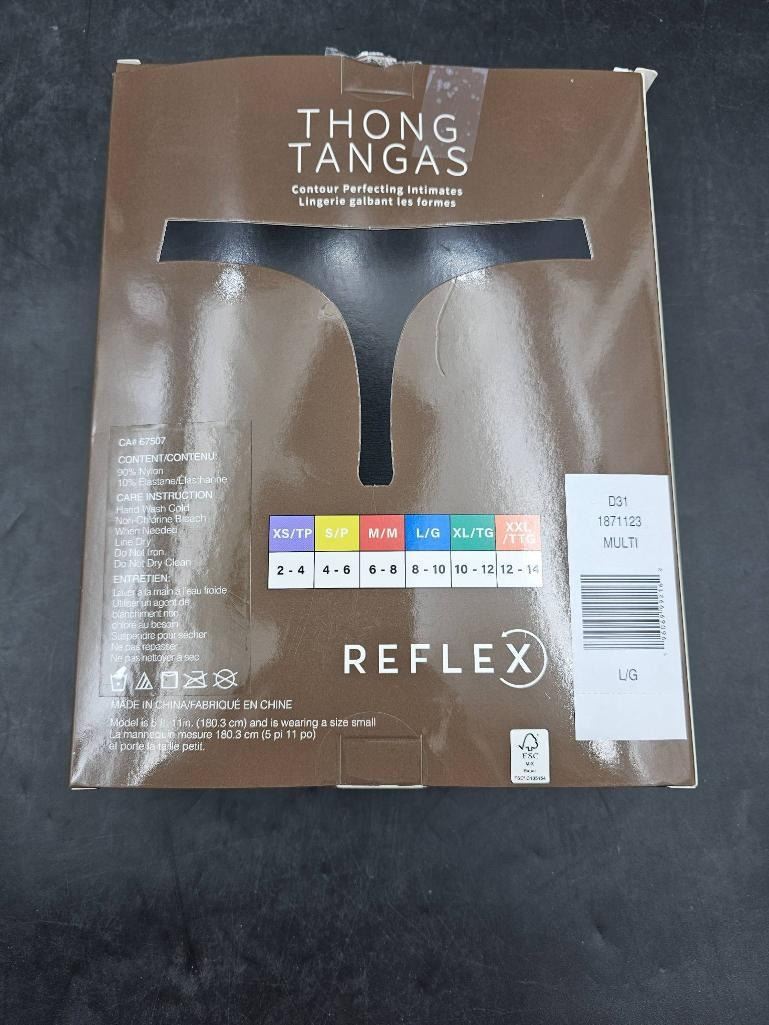 THONG
TANGAS
Contour Perfecting Intimates
Lingerie galbant les formes
CA# 67507
CONTENT/CONTENU:
90% Nylon
10% Elastane/Élasthanne
CARE INSTRUCTION
Hand Wash Cold
Non-Chlorine Bleach
When Needed
Line Dry
Do Not Iron
Do Not Dry Clean
ENTRETIEN:
Laver à la main à l'eau froide
Utiliser un agent de
blanchiment non
chloré au besoin
Suspendre pour sécher
Ne pas repasser
Ne pas nettoyer à sec
MADE IN CHINA/FABRIQUÉ EN CHINE
Model is 5 ft. 11in. (180.3 cm) and is wearing a size small
La mannequin mesure 180.3 cm (5 pi 11 po)
et porte la taille petit.
XS/TP S/P M/M L/G XL/TG XXL/TTG
2 - 4 4 - 6 6 - 8 8 - 10 10 - 12 12 - 14
REFLEX
D31
1871123
MULTI
L/G
FSC
MIX